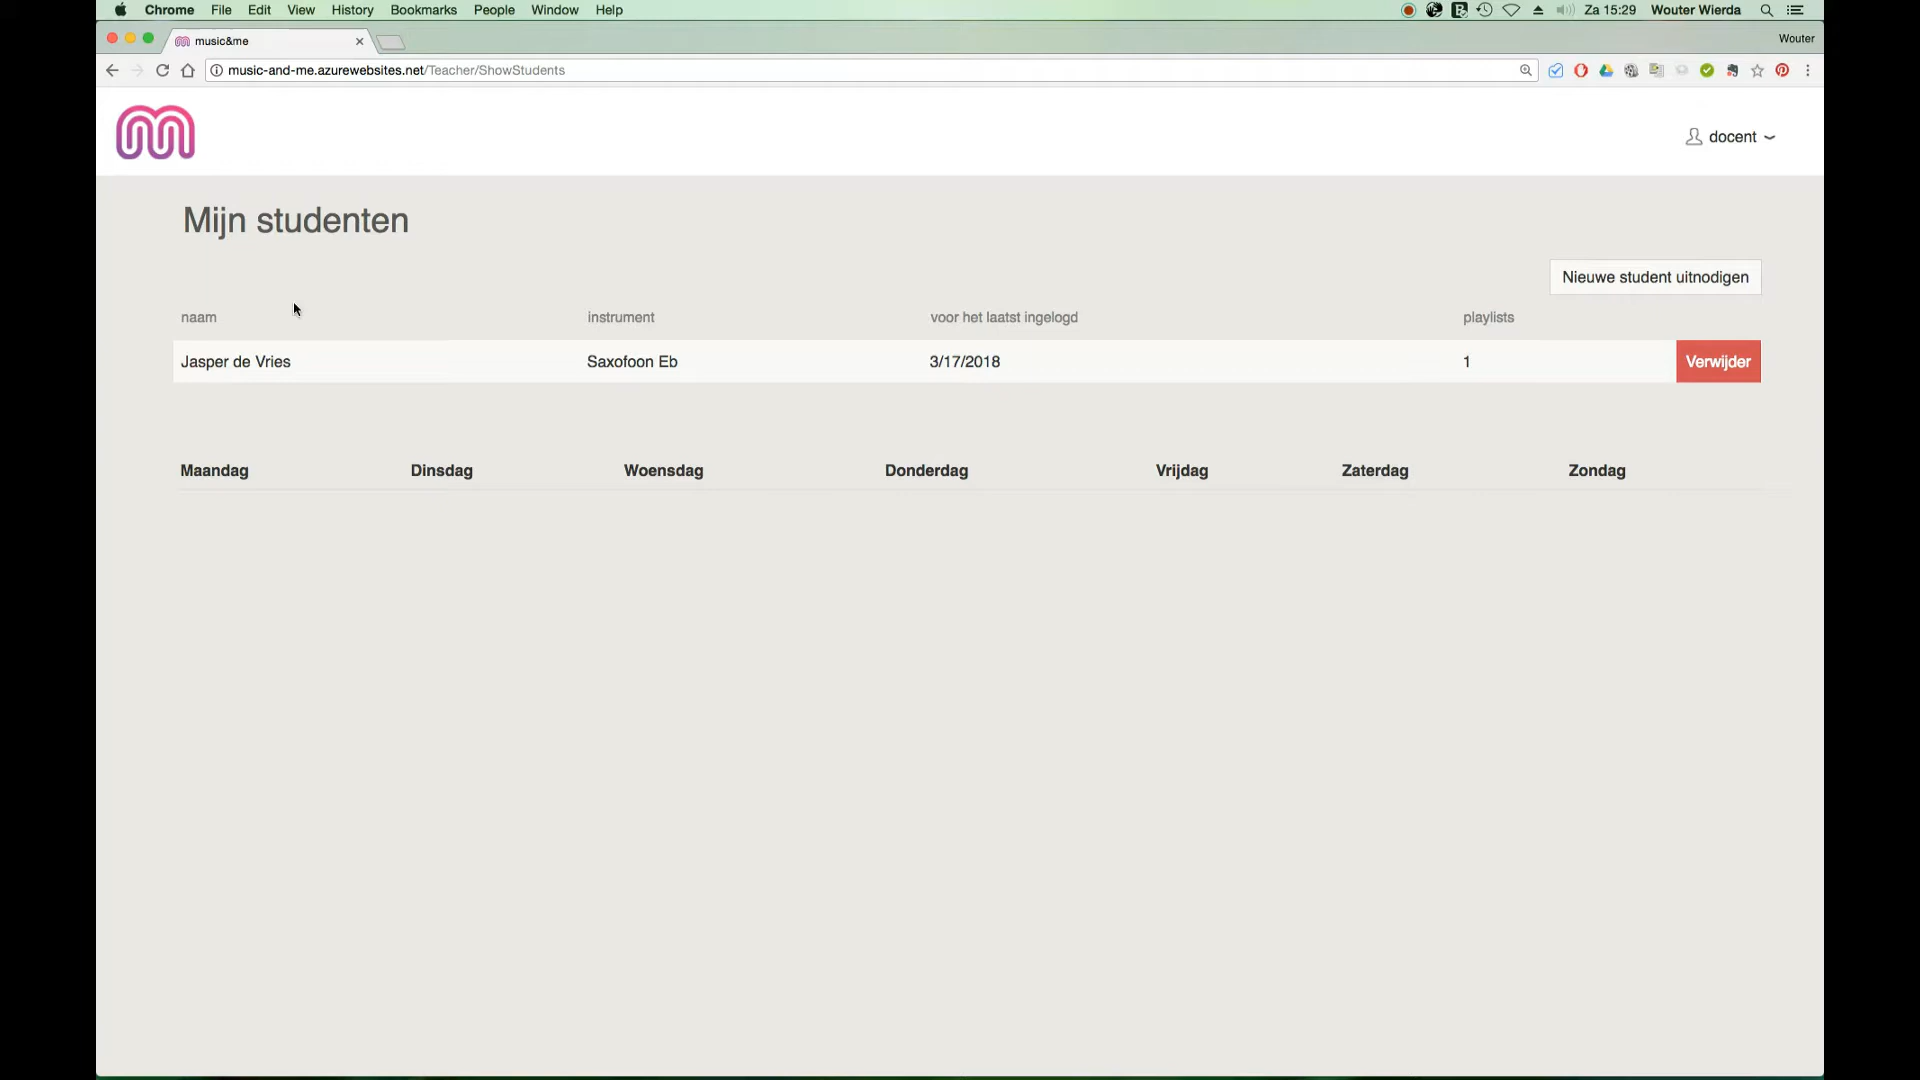 Chrome File Edit View History Bookmarks People Window Help Za 15:29 Wouter Wierda
music&me Wouter
music-and-me.azurewebsites.net/Teacher/ShowStudents
docent
Mijn studenten
Nieuwe student uitnodigen
naam instrument voor het laatst ingelogd playlists
Jasper de Vries Saxofoon Eb 3/17/2018 1 Verwijder
Maandag Dinsdag Woensdag Donderdag Vrijdag Zaterdag Zondag